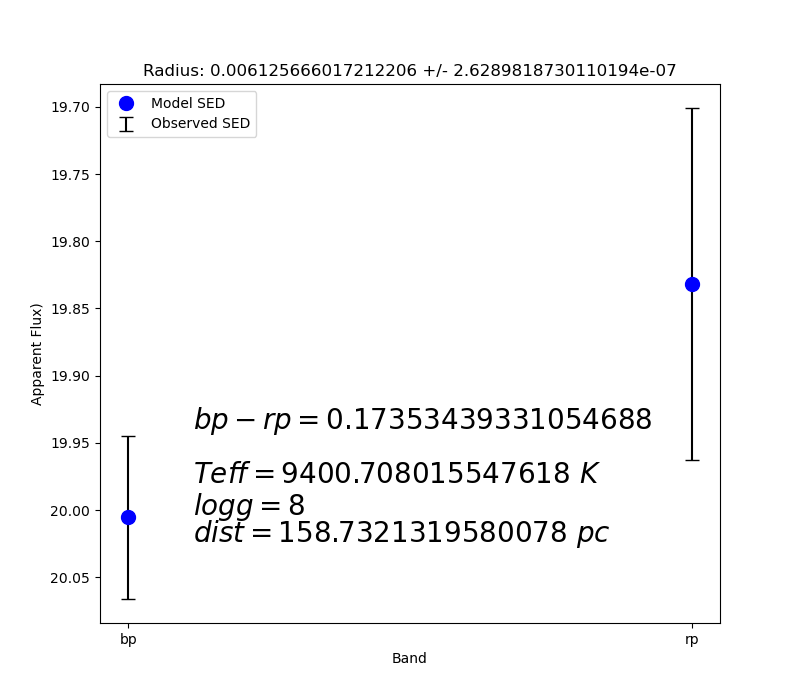 Radius: 0.006125666017212206 +/- 2.6289818730110194e-07
Model SED
Observed SED
19.70
19.75
19.80
19.85
19.90
19.95
20.00
20.05
Apparent Flux)
bp − rp = 0.17353439331054688
Teff = 9400.708015547618 K
logg = 8
dist = 158.7321319580078 pc
bp
rp
Band